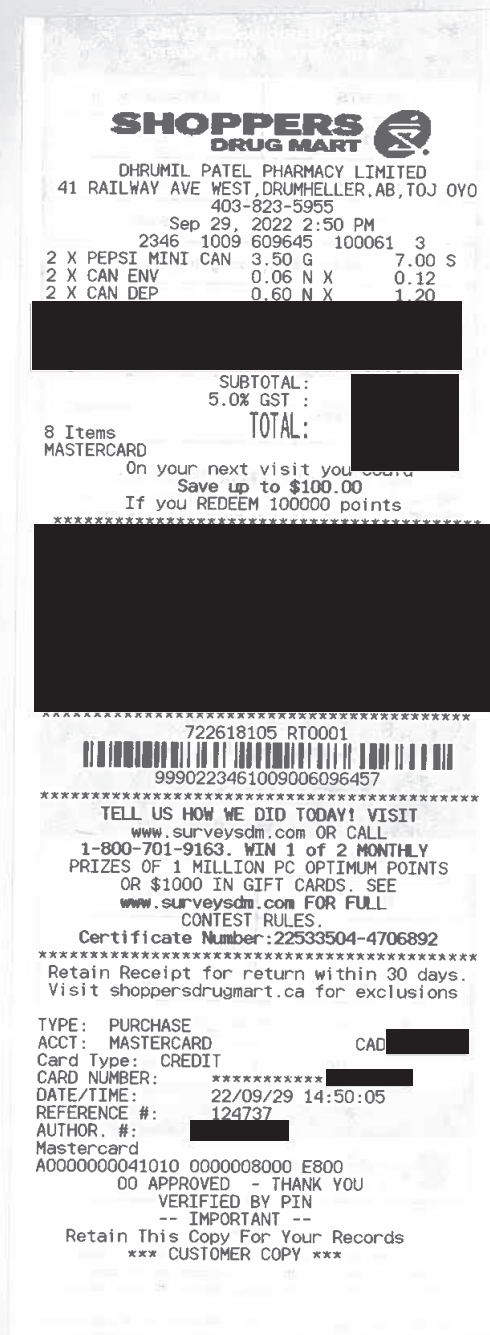 SHOPPERS
DRUG MART
DHRUMIL PATEL PHARMACY LIMITED
41 RAILWAY AVE WEST,DRUMHELLER,AB,TOJ OYO
403-823-5955
Sep 29, 2022 2:50 PM
2346 1009 609645 100061 3
2 X PEPSI MINI CAN 3.50 G 7.00 S
2 X CAN ENV 0.06 N X 0.12
2 X CAN DEP 0.60 N X 1.20
SUBTOTAL:
5.0% GST :
8 Items TOTAL:
MASTERCARD
On your next visit you could
Save up to $100.00
If you REDEEM 100000 points
******************************************
******************************************
722618105 RT0001
9990223461009006096457
******************************************
TELL US HOW WE DID TODAY! VISIT
www.surveysdm.com OR CALL
1-800-701-9163. WIN 1 of 2 MONTHLY
PRIZES OF 1 MILLION PC OPTIMUM POINTS
OR $1000 IN GIFT CARDS. SEE
www.surveysdm.com FOR FULL
CONTEST RULES.
Certificate Number:22533504-4706892
******************************************
Retain Receipt for return within 30 days.
Visit shoppersdrugmart.ca for exclusions
TYPE: PURCHASE
ACCT: MASTERCARD CAD
Card Type: CREDIT
CARD NUMBER: ***********
DATE/TIME: 22/09/29 14:50:05
REFERENCE #: 124737
AUTHOR. #:
Mastercard
A0000000041010 0000008000 E800
00 APPROVED - THANK YOU
VERIFIED BY PIN
-- IMPORTANT --
Retain This Copy For Your Records
*** CUSTOMER COPY ***